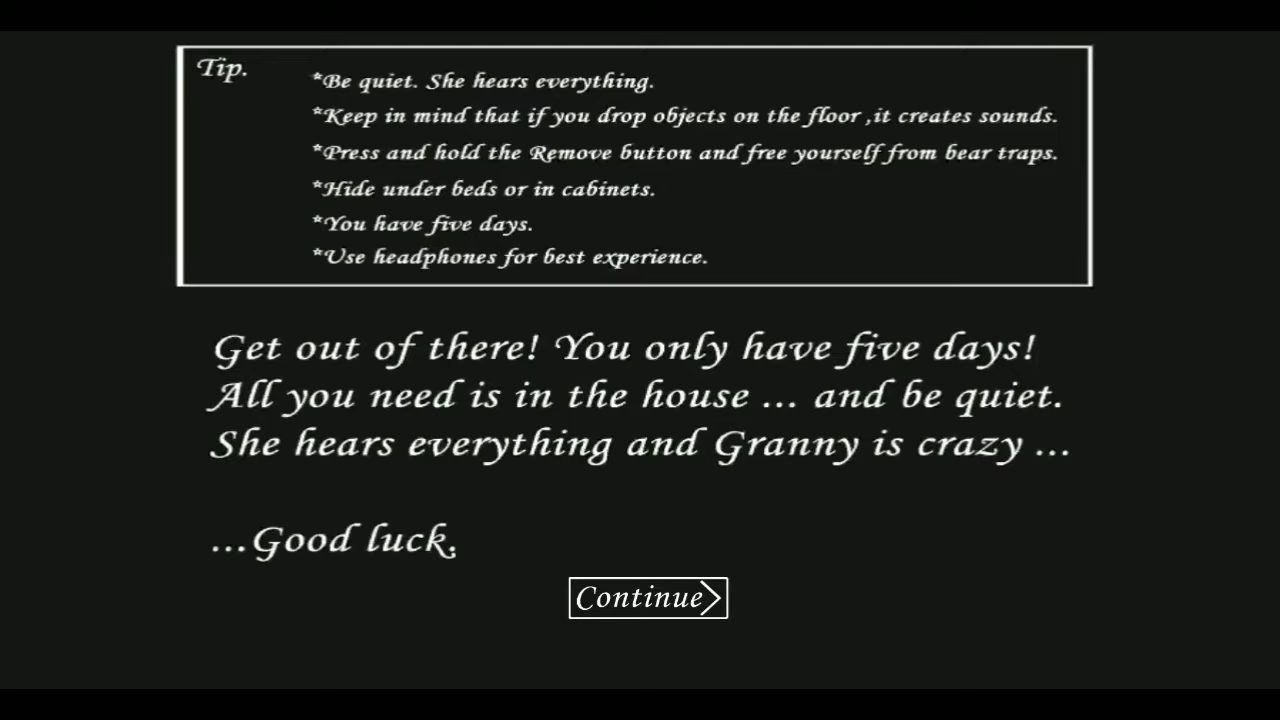 Tip.
*Be quiet. She hears everything.
*Keep in mind that if you drop objects on the floor ,it creates sounds.
*Press and hold the Remove button and free yourself from bear traps.
*Hide under beds or in cabinets.
*You have five days.
*Use headphones for best experience.
Get out of there! You only have five days!
All you need is in the house ... and be quiet.
She hears everything and Granny is crazy ...
...Good luck.
Continue>